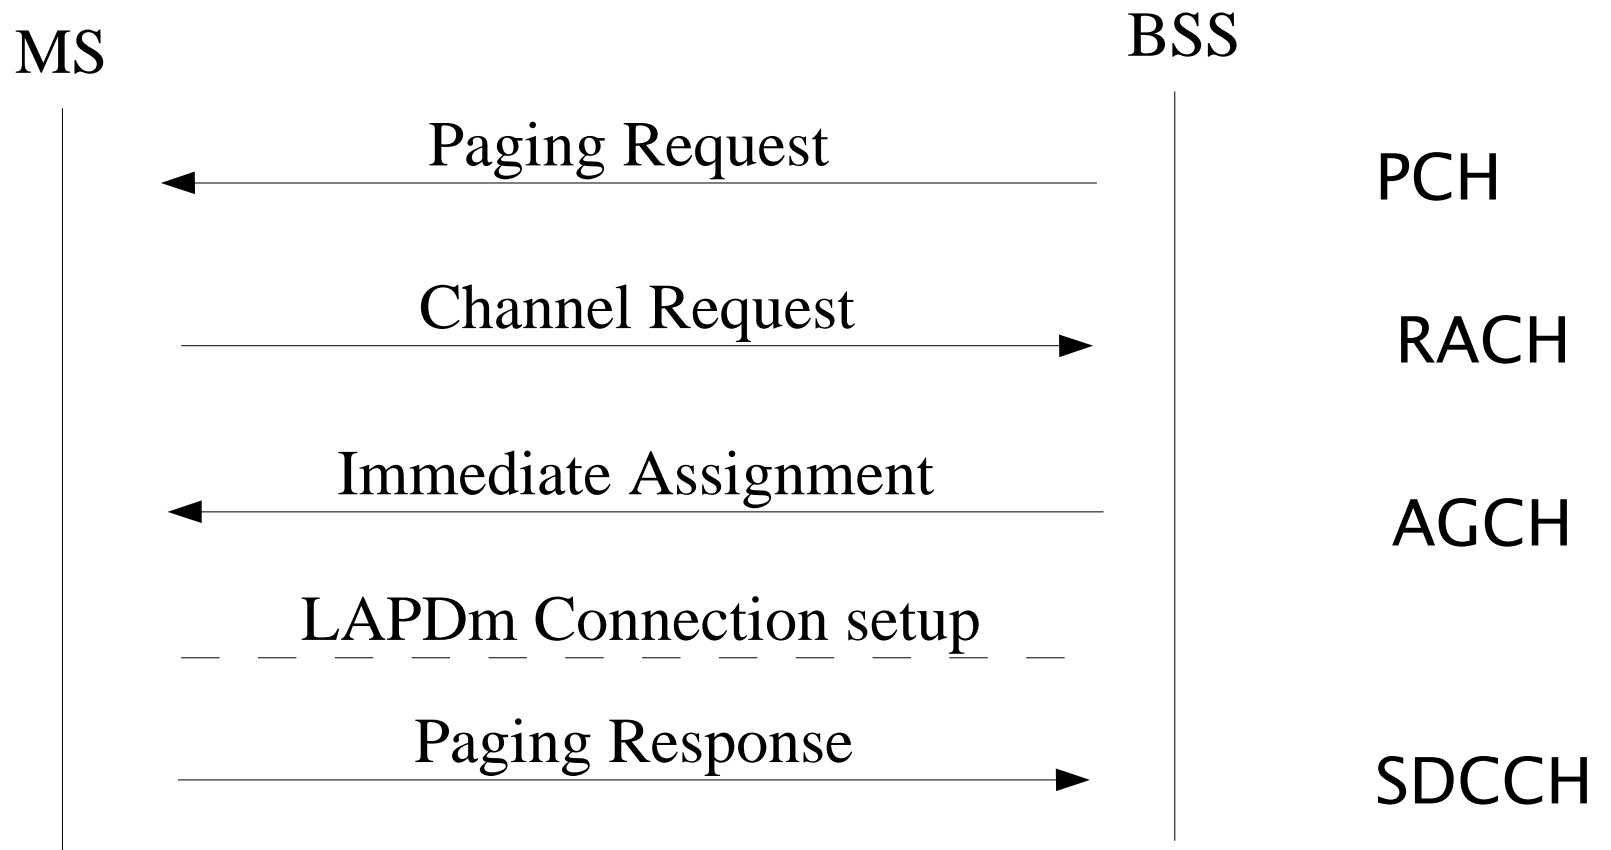 MS
BSS
Paging Request
PCH
Channel Request
RACH
Immediate Assignment
AGCH
LAPDm Connection setup
Paging Response
SDCCH